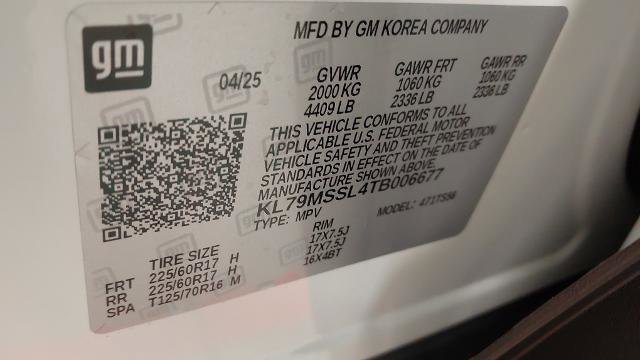 gm
MFD BY GM KOREA COMPANY
04/25
GVWR GAWR FRT GAWR RR
2000 KG 1060 KG 1060 KG
4409 LB 2336 LB 2336 LB
THIS VEHICLE CONFORMS TO ALL
APPLICABLE U.S. FEDERAL MOTOR
VEHICLE SAFETY AND THEFT PREVENTION
STANDARDS IN EFFECT ON THE DATE OF
MANUFACTURE SHOWN ABOVE.
KL79MSSL4TB006677
TYPE: MPV MODEL: 471TS56
TIRE SIZE RIM
FRT 225/60R17 H 17X7.5J
RR 225/60R17 H 17X7.5J
SPA T125/70R16 M 16X4BT